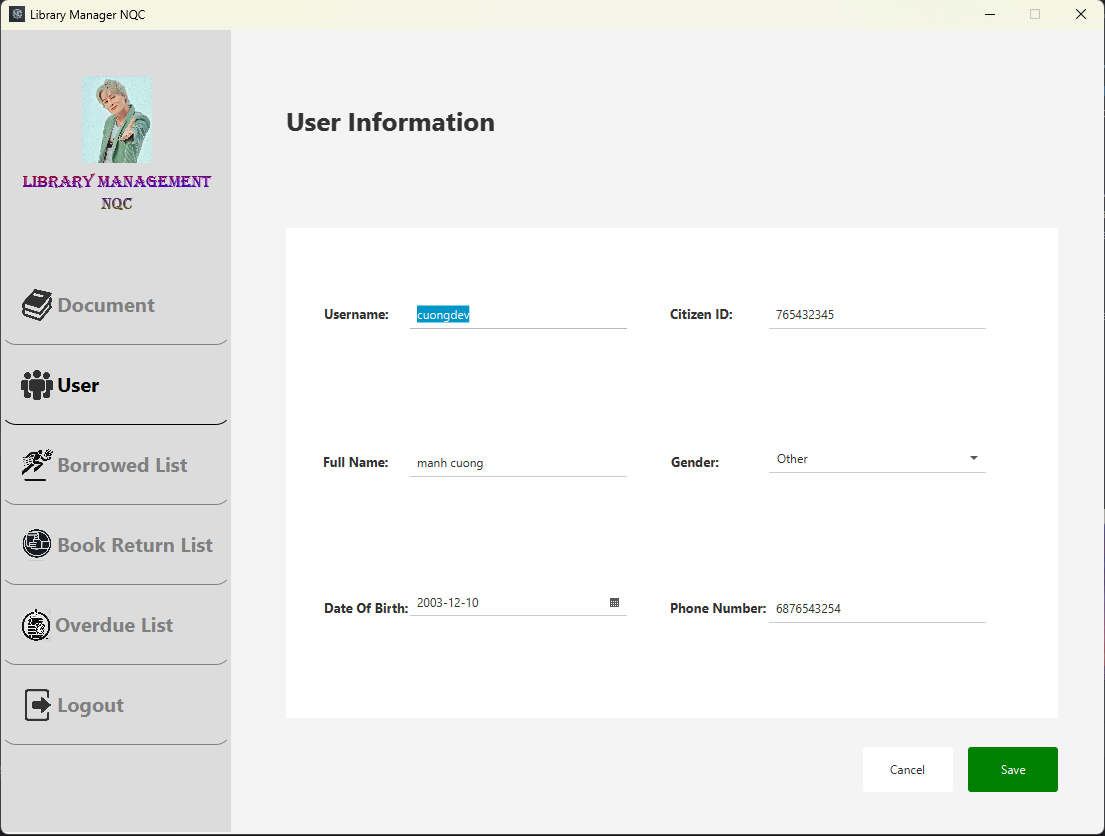 Library Manager NQC
LIBRARY MANAGEMENT
NQC
Document
User
Borrowed List
Book Return List
Overdue List
Logout
User Information
Username: cuongdev
Citizen ID: 765432345
Full Name: manh cuong
Gender: Other
Date Of Birth: 2003-12-10
Phone Number: 6876543254
Cancel
Save